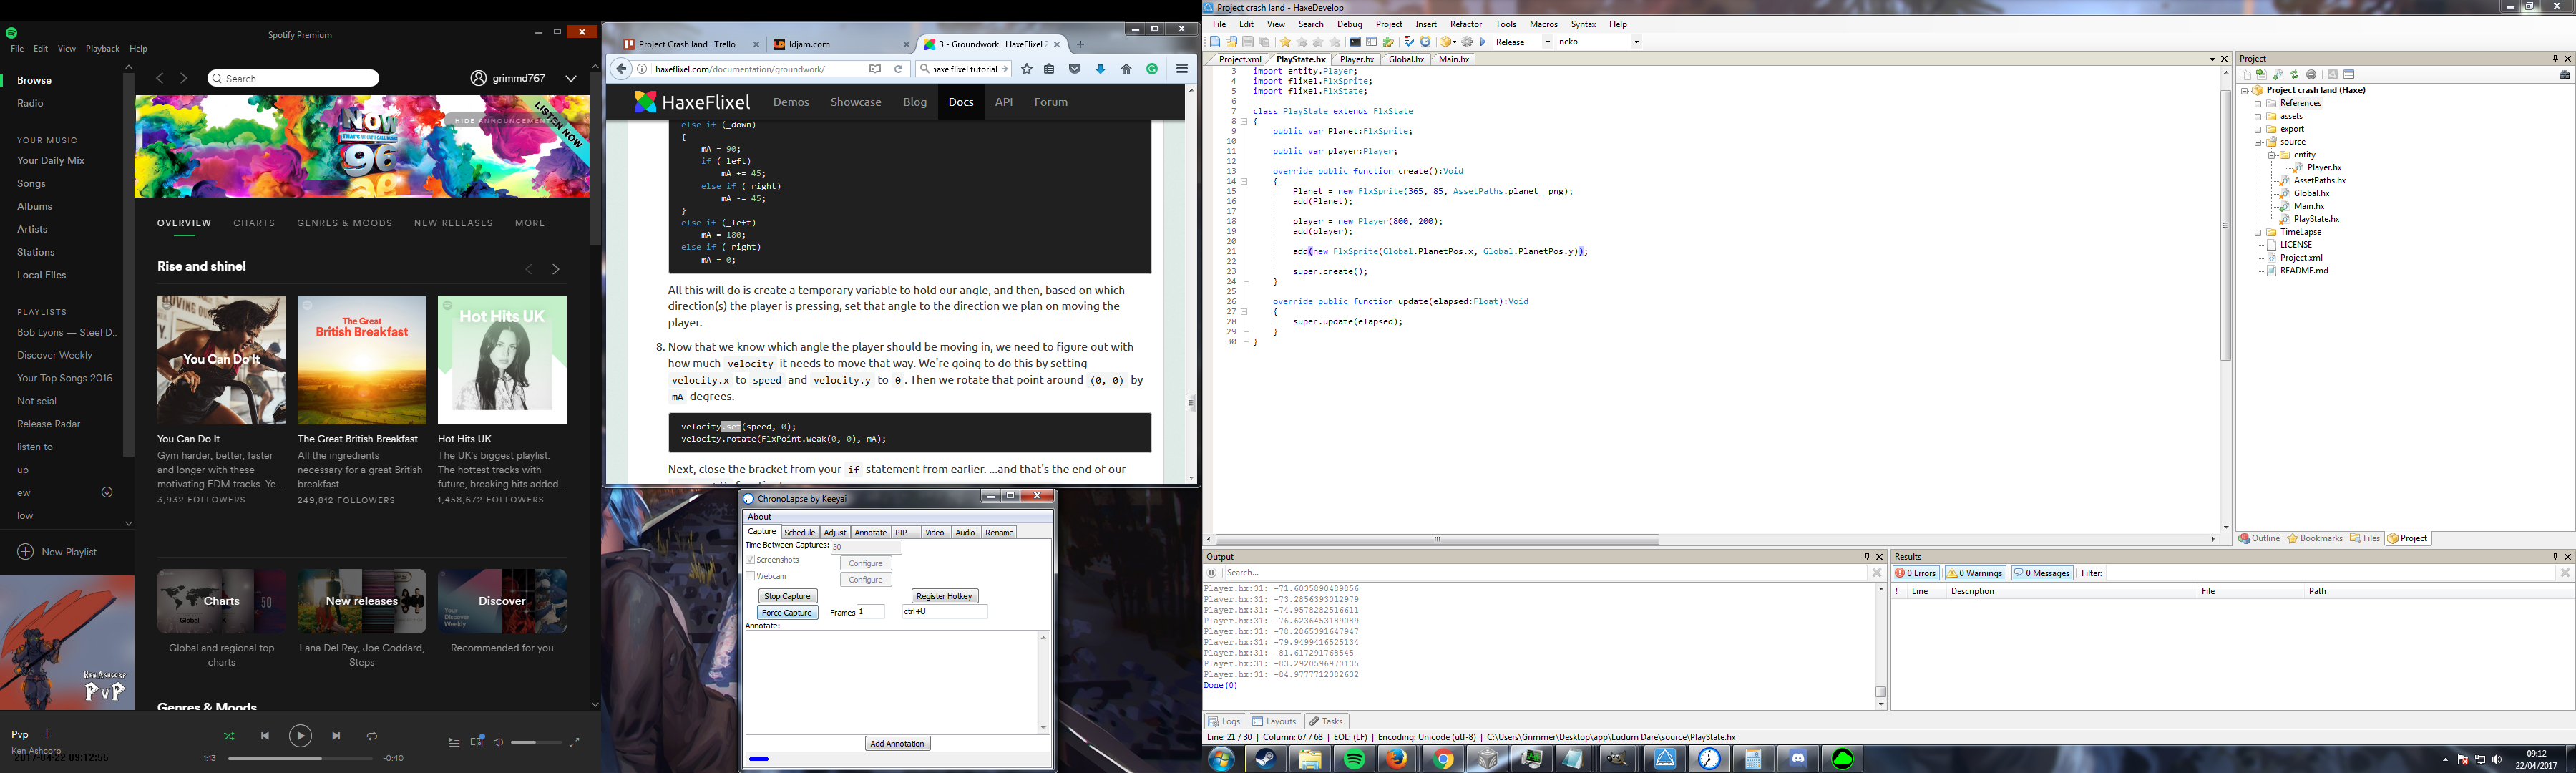 Spotify Premium
File Edit View Playback Help
Browse
Radio
YOUR MUSIC
Your Daily Mix
Songs
Albums
Artists
Stations
Local Files
PLAYLISTS
Bob Lyons — Steel D..
Discover Weekly
Your Top Songs 2016
Not seial
Release Radar
listen to
up
ew
low
New Playlist
KEN ASHCORP
PvP
Search
grimmd767
HIDE ANNOUNCEMENT
LISTEN NOW
NOW
THAT'S WHAT I CALL MUSIC
96
OVERVIEW CHARTS GENRES & MOODS NEW RELEASES MORE
Rise and shine!
You Can Do It
The Great
British Breakfast
Hot Hits UK
You Can Do It
Gym harder, better, faster
and longer with these
motivating EDM tracks. Ye...
3,932 FOLLOWERS
The Great British Breakfast
All the ingredients
necessary for a great British
breakfast.
249,812 FOLLOWERS
Hot Hits UK
The UK's biggest playlist.
The hottest tracks with
future, breaking hits added...
1,458,672 FOLLOWERS
Charts
Global and regional top
charts
New releases
Lana Del Rey, Joe Goddard,
Steps
Discover
Recommended for you
Genres & Moods
Pvp
Ken Ashcorp
2017-04-22 09:12:55
1:13
-0:40
Project Crash land | Trello
ldjam.com
3 - Groundwork | HaxeFlixel 2
haxeflixel.com/documentation/groundwork/
haxe flixel tutorial
HaxeFlixel Demos Showcase Blog Docs API Forum
else if (_down)
{
mA = 90;
if (_left)
mA += 45;
else if (_right)
mA -= 45;
}
else if (_left)
mA = 180;
else if (_right)
mA = 0;
All this will do is create a temporary variable to hold our angle, and then, based on which
direction(s) the player is pressing, set that angle to the direction we plan on moving the
player.
8. Now that we know which angle the player should be moving in, we need to figure out with
how much velocity it needs to move that way. We're going to do this by setting
velocity.x to speed and velocity.y to 0 . Then we rotate that point around (0, 0) by
mA degrees.
velocity.set(speed, 0);
velocity.rotate(FlxPoint.weak(0, 0), mA);
Next, close the bracket from your if statement from earlier. ...and that's the end of our
ChronoLapse by Keeyai
About
Capture Schedule Adjust Annotate PIP Video Audio Rename
Time Between Captures: 30
Screenshots Configure
Webcam Configure
Stop Capture Register Hotkey
Force Capture Frames 1 ctrl+U
Annotate:
Add Annotation
Project crash land - HaxeDevelop
File Edit View Search Debug Project Insert Refactor Tools Macros Syntax Help
Release neko
Project.xml PlayState.hx Player.hx Global.hx Main.hx
3 import entity.Player;
4 import flixel.FlxSprite;
5 import flixel.FlxState;
6
7 class PlayState extends FlxState
8 {
9 public var Planet:FlxSprite;
10
11 public var player:Player;
12
13 override public function create():Void
14 {
15 Planet = new FlxSprite(365, 85, AssetPaths.planet__png);
16 add(Planet);
17
18 player = new Player(800, 200);
19 add(player);
20
21 add(new FlxSprite(Global.PlanetPos.x, Global.PlanetPos.y));
22
23 super.create();
24 }
25
26 override public function update(elapsed:Float):Void
27 {
28 super.update(elapsed);
29 }
30 }
Project
Project crash land (Haxe)
References
assets
export
source
entity
Player.hx
AssetPaths.hx
Global.hx
Main.hx
PlayState.hx
TimeLapse
LICENSE
Project.xml
README.md
Outline Bookmarks Files Project
Output
Search...
Player.hx:31: -71.6035890489856
Player.hx:31: -73.2856393012979
Player.hx:31: -74.9578282516611
Player.hx:31: -76.6236453189089
Player.hx:31: -78.2865391647947
Player.hx:31: -79.9499416525134
Player.hx:31: -81.617291768545
Player.hx:31: -83.2920596970135
Player.hx:31: -84.9777712382632
Done(0)
Logs Layouts Tasks
Results
0 Errors 0 Warnings 0 Messages Filter:
! Line Description File Path
Line: 21 / 30 | Column: 67 / 68 | EOL: (LF) | Encoding: Unicode (utf-8) | C:\Users\Grimmer\Desktop\app\Ludum Dare\source\PlayState.hx
09:12
22/04/2017